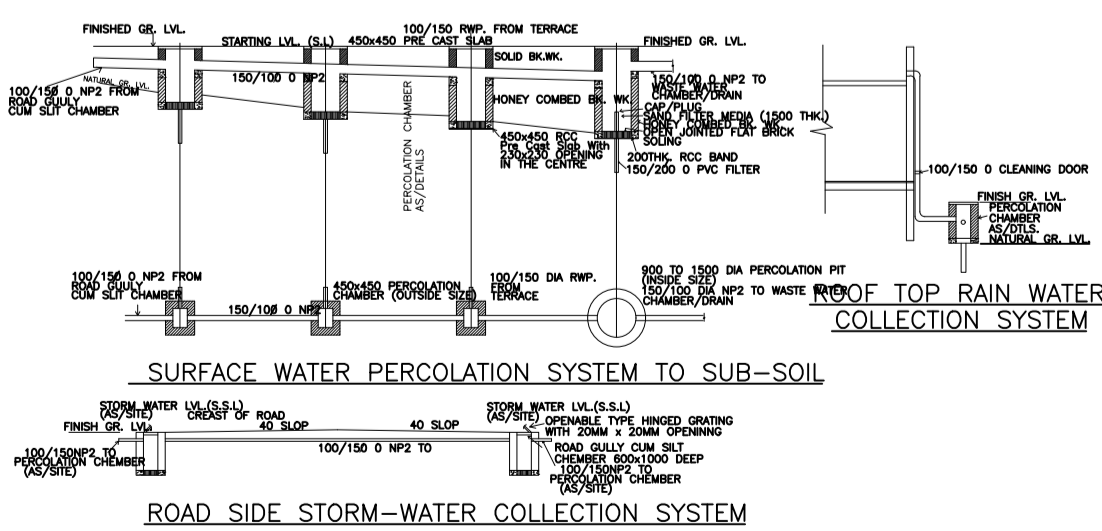 FINISHED GR. LVL.
STARTING LVL. (S.L)
100/150 RWP. FROM TERRACE
450x450 PRE CAST SLAB
FINISHED GR. LVL.
SOLID BK.WK.
NATURAL GR. LVL.
150/100 0 NP2
100/150 0 NP2 FROM
ROAD GUULY
CUM SLIT CHAMBER
HONEY COMBED BK. WK.
PERCOLATION CHAMBER
AS/DETAILS
150/100 0 NP2 TO
WASTE WATER
CHAMBER/DRAIN
CAP/PLUG
SAND FILTER MEDIA (1500 THK.)
HONEY COMBED BK. WK
OPEN JOINTED FLAT BRICK
SOLING
450x450 RCC
Pre Cast Slab With
230x230 OPENING
IN THE CENTRE
200THK. RCC BAND
150/200 0 PVC FILTER
100/150 0 NP2 FROM
ROAD GUULY
CUM SLIT CHAMBER
150/100 0 NP2
450x450 PERCOLATION
CHAMBER (OUTSIDE SIZE)
100/150 DIA RWP.
FROM
TERRACE
900 TO 1500 DIA PERCOLATION PIT
(INSIDE SIZE)
150/100 DIA NP2 TO WASTE WATER
CHAMBER/DRAIN
SURFACE WATER PERCOLATION SYSTEM TO SUB-SOIL
100/150 0 CLEANING DOOR
FINISH GR. LVL.
PERCOLATION
CHAMBER
AS/DTLS.
NATURAL GR. LVL.
ROOF TOP RAIN WATER
COLLECTION SYSTEM
STORM WATER LVL.(S.S.L)
(AS/SITE)
CREAST OF ROAD
FINISH GR. LVL.
40 SLOP
40 SLOP
STORM WATER LVL.(S.S.L)
(AS/SITE)
OPENABLE TYPE HINGED GRATING
WITH 20MM x 20MM OPENINNG
100/150NP2 TO
PERCOLATION CHEMBER
(AS/SITE)
100/150 0 NP2 TO
ROAD GULLY CUM SILT
CHEMBER 600x1000 DEEP
100/150NP2 TO
PERCOLATION CHEMBER
(AS/SITE)
ROAD SIDE STORM-WATER COLLECTION SYSTEM